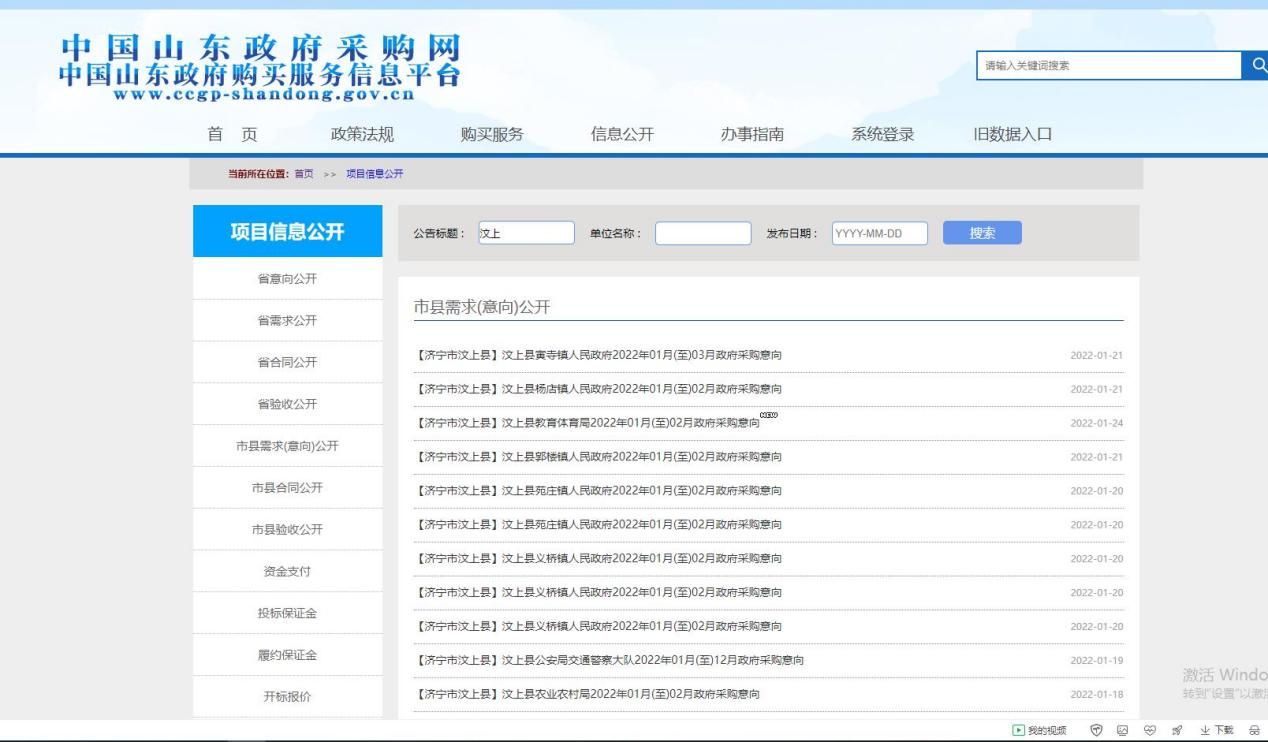 中国山东政府采购网
中国山东政府购买服务信息平台
www.ccgp-shandong.gov.cn
请输入关键词搜索
首 页 政策法规 购买服务 信息公开 办事指南 系统登录 旧数据入口
当前所在位置：首页 >> 项目信息公开
项目信息公开
省意向公开
省需求公开
省合同公开
省验收公开
市县需求(意向)公开
市县合同公开
市县验收公开
资金支付
投标保证金
履约保证金
开标报价
公告标题： 汶上 单位名称： 发布日期： YYYY-MM-DD 搜索
市县需求(意向)公开
【济宁市汶上县】汶上县寅寺镇人民政府2022年01月(至)03月政府采购意向 2022-01-21
【济宁市汶上县】汶上县杨店镇人民政府2022年01月(至)02月政府采购意向 2022-01-21
【济宁市汶上县】汶上县教育体育局2022年01月(至)02月政府采购意向 NEW 2022-01-24
【济宁市汶上县】汶上县郭楼镇人民政府2022年01月(至)02月政府采购意向 2022-01-21
【济宁市汶上县】汶上县苑庄镇人民政府2022年01月(至)02月政府采购意向 2022-01-20
【济宁市汶上县】汶上县苑庄镇人民政府2022年01月(至)02月政府采购意向 2022-01-20
【济宁市汶上县】汶上县义桥镇人民政府2022年01月(至)02月政府采购意向 2022-01-20
【济宁市汶上县】汶上县义桥镇人民政府2022年01月(至)02月政府采购意向 2022-01-20
【济宁市汶上县】汶上县义桥镇人民政府2022年01月(至)02月政府采购意向 2022-01-20
【济宁市汶上县】汶上县公安局交通警察大队2022年01月(至)12月政府采购意向 2022-01-19
【济宁市汶上县】汶上县农业农村局2022年01月(至)02月政府采购意向 2022-01-18
激活 Windo
转到"设置"以激
我的视频 下载